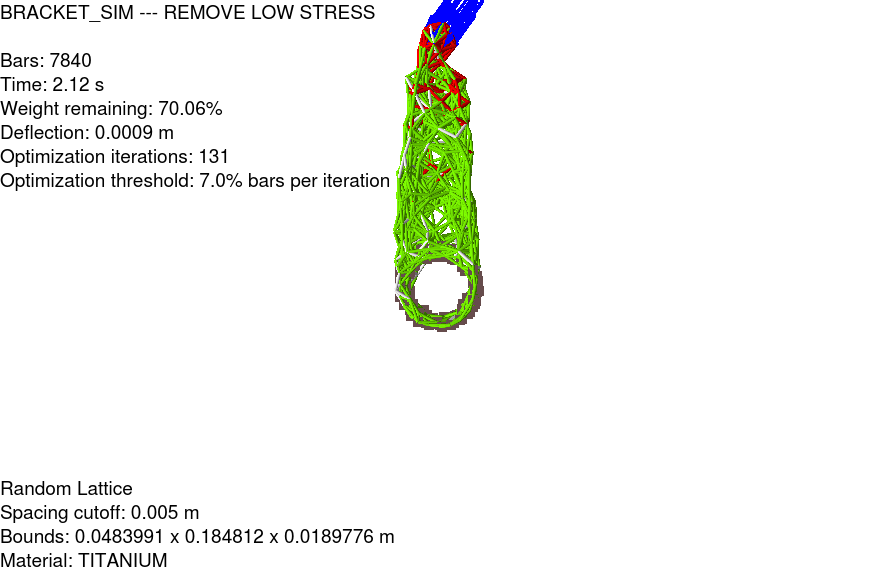 BRACKET_SIM --- REMOVE LOW STRESS
Bars: 7840
Time: 2.12 s
Weight remaining: 70.06%
Deflection: 0.0009 m
Optimization iterations: 131
Optimization threshold: 7.0% bars per iteration
Random Lattice
Spacing cutoff: 0.005 m
Bounds: 0.0483991 x 0.184812 x 0.0189776 m
Material: TITANIUM